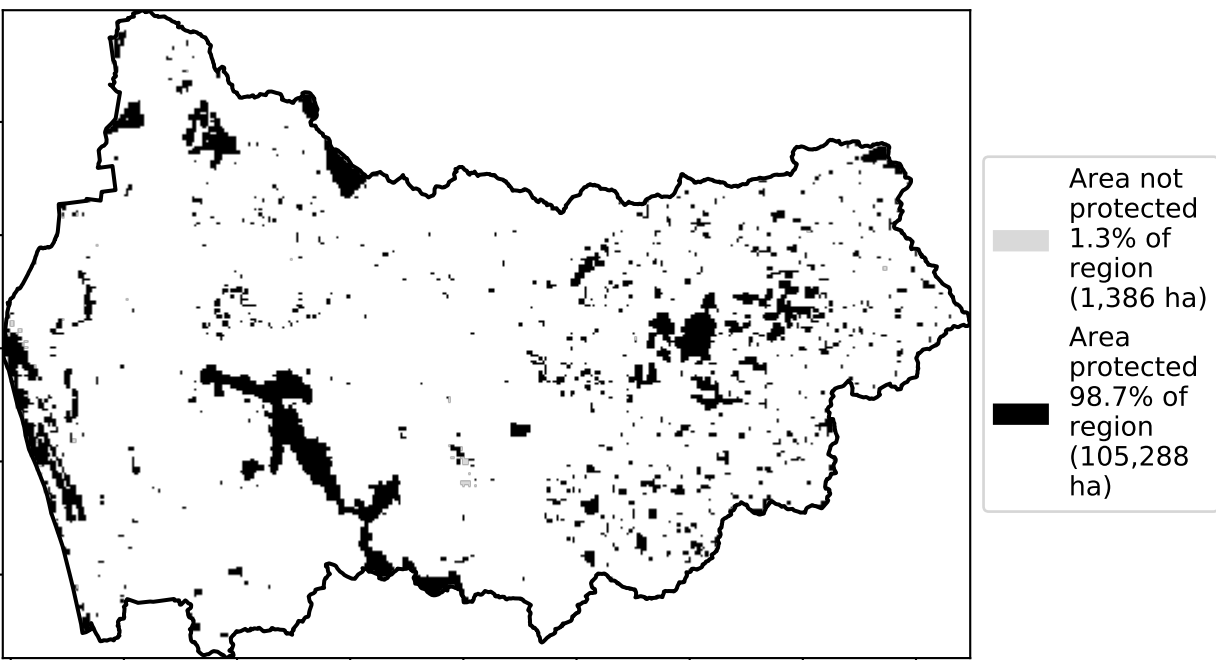 Area not
protected
1.3% of
region
(1,386 ha)
Area
protected
98.7% of
region
(105,288
ha)